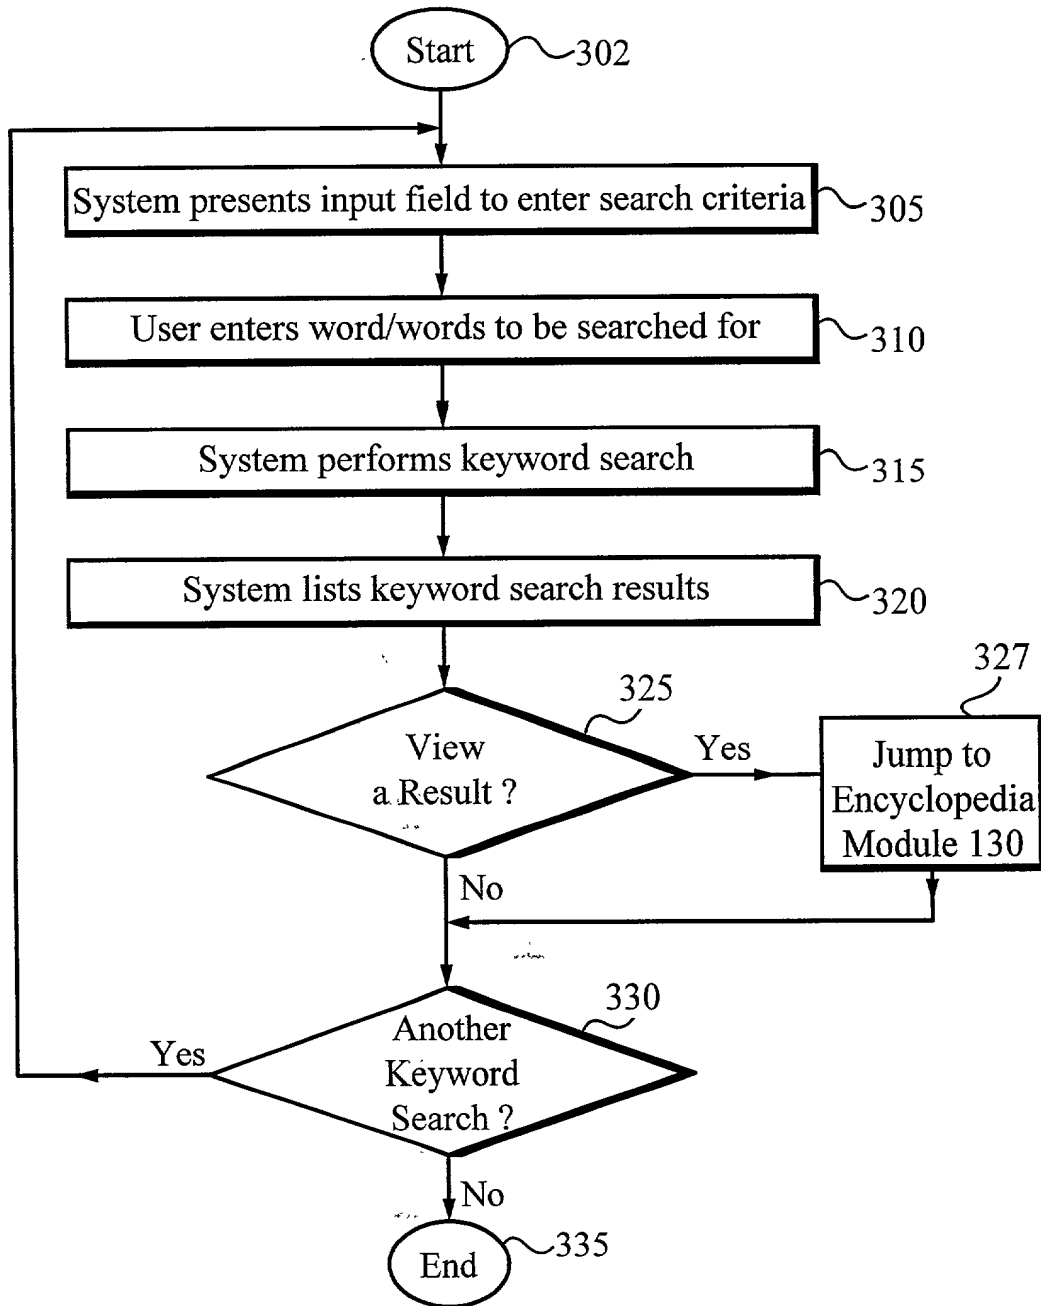 Start
302
System presents input field to enter search criteria
305
User enters word/words to be searched for
310
System performs keyword search
315
System lists keyword search results
320
325
327
View
a Result ?
Yes
Jump to
Encyclopedia
Module 130
No
330
Another
Keyword
Search ?
Yes
No
End
335